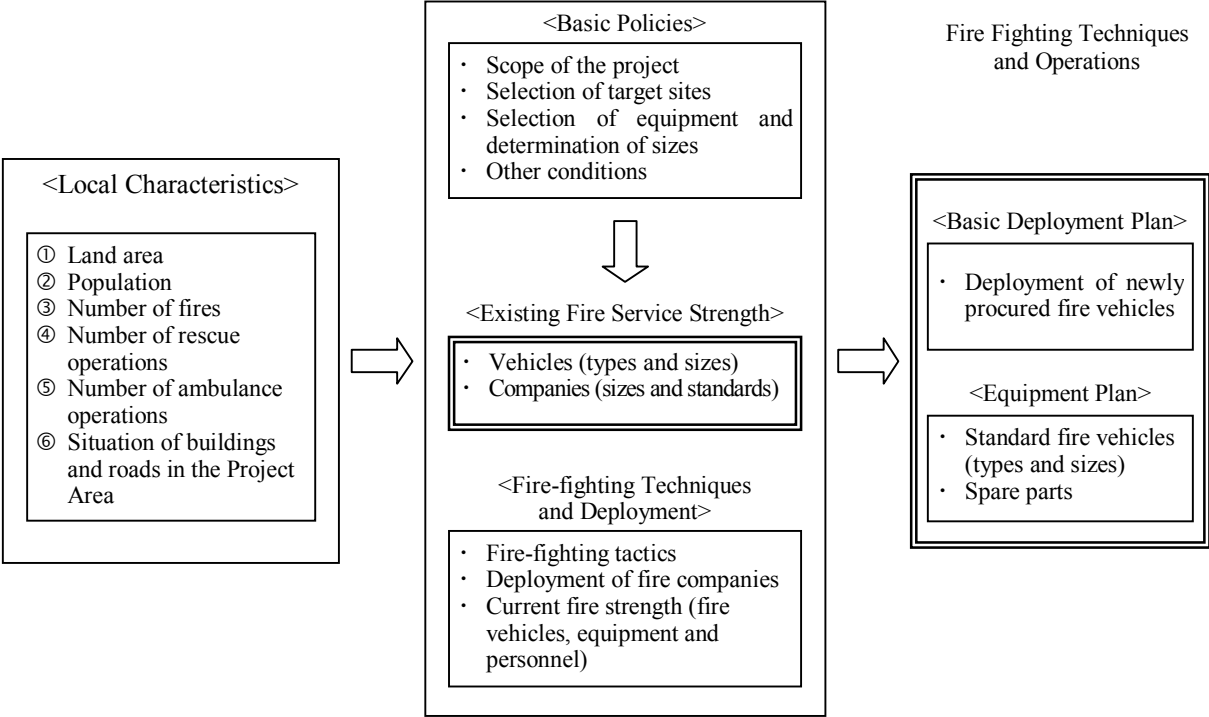 <Local Characteristics>
① Land area
② Population
③ Number of fires
④ Number of rescue
operations
⑤ Number of ambulance
operations
⑥ Situation of buildings
and roads in the Project
Area
<Basic Policies>
・ Scope of the project
・ Selection of target sites
・ Selection of equipment and
determination of sizes
・ Other conditions
<Existing Fire Service Strength>
・ Vehicles (types and sizes)
・ Companies (sizes and standards)
<Fire-fighting Techniques
and Deployment>
・ Fire-fighting tactics
・ Deployment of fire companies
・ Current fire strength (fire
vehicles, equipment and
personnel)
Fire Fighting Techniques
and Operations
<Basic Deployment Plan>
・ Deployment of newly
procured fire vehicles
<Equipment Plan>
・ Standard fire vehicles
(types and sizes)
・ Spare parts